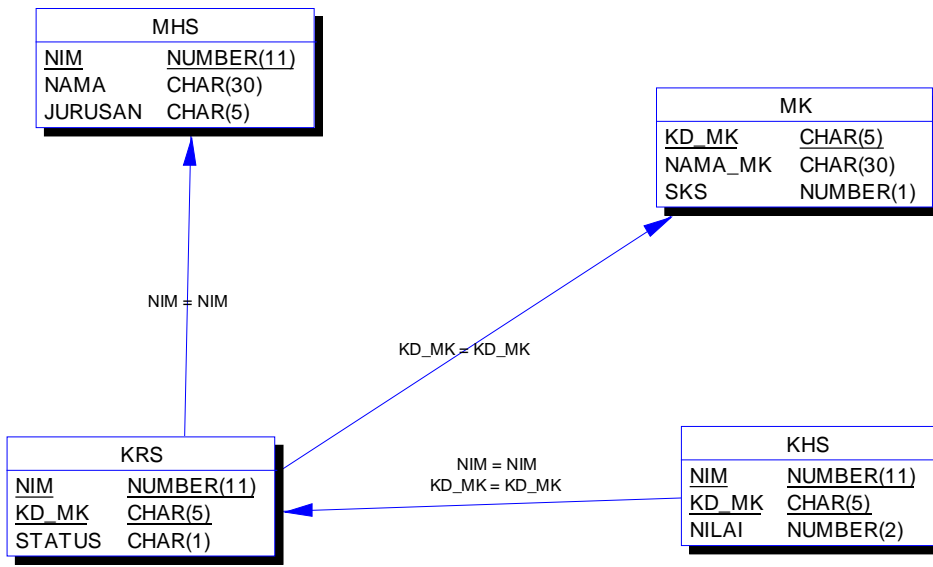 MHS
NIM NUMBER(11)
NAMA CHAR(30)
JURUSAN CHAR(5)
MK
KD_MK CHAR(5)
NAMA_MK CHAR(30)
SKS NUMBER(1)
NIM = NIM
KD_MK = KD_MK
KRS
NIM NUMBER(11)
KD_MK CHAR(5)
STATUS CHAR(1)
NIM = NIM
KD_MK = KD_MK
KHS
NIM NUMBER(11)
KD_MK CHAR(5)
NILAI NUMBER(2)